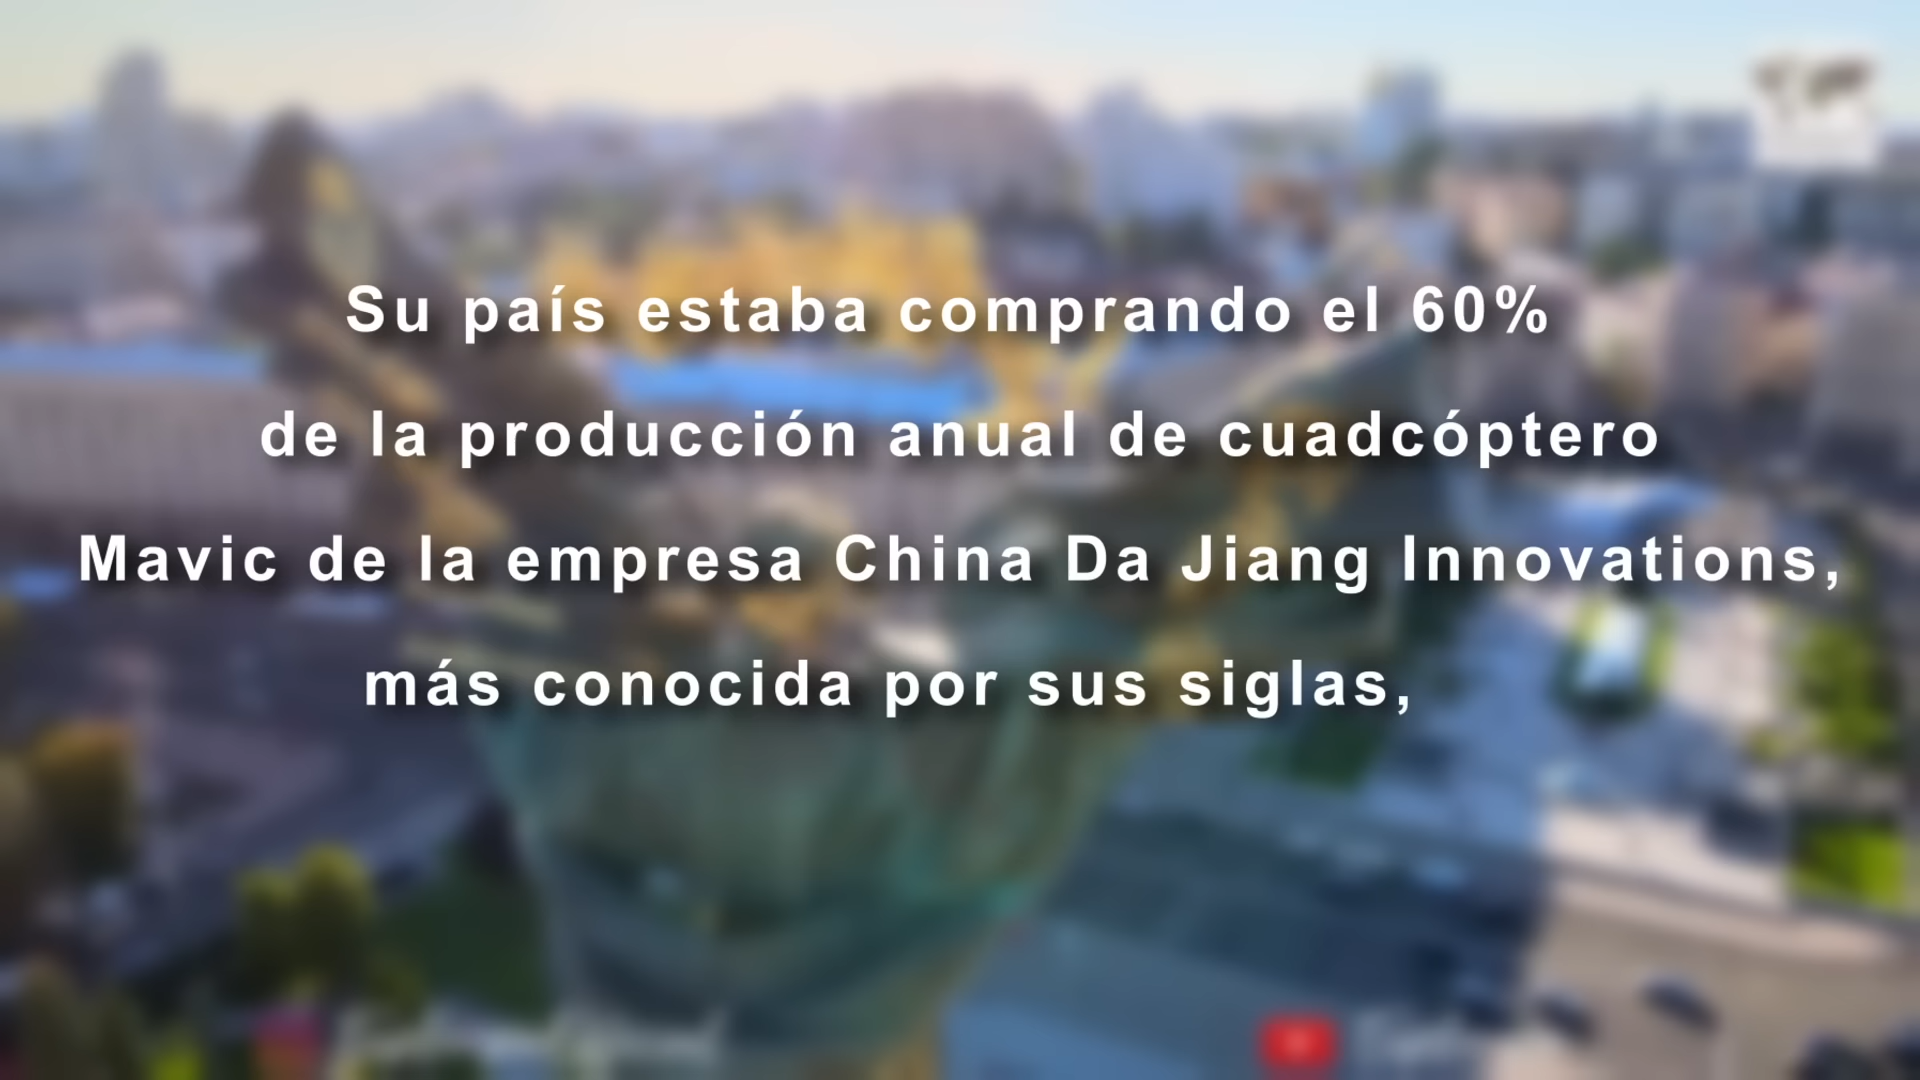 Su país estaba comprando el 60%
de la producción anual de cuadcóptero
Mavic de la empresa China Da Jiang Innovations,
más conocida por sus siglas,